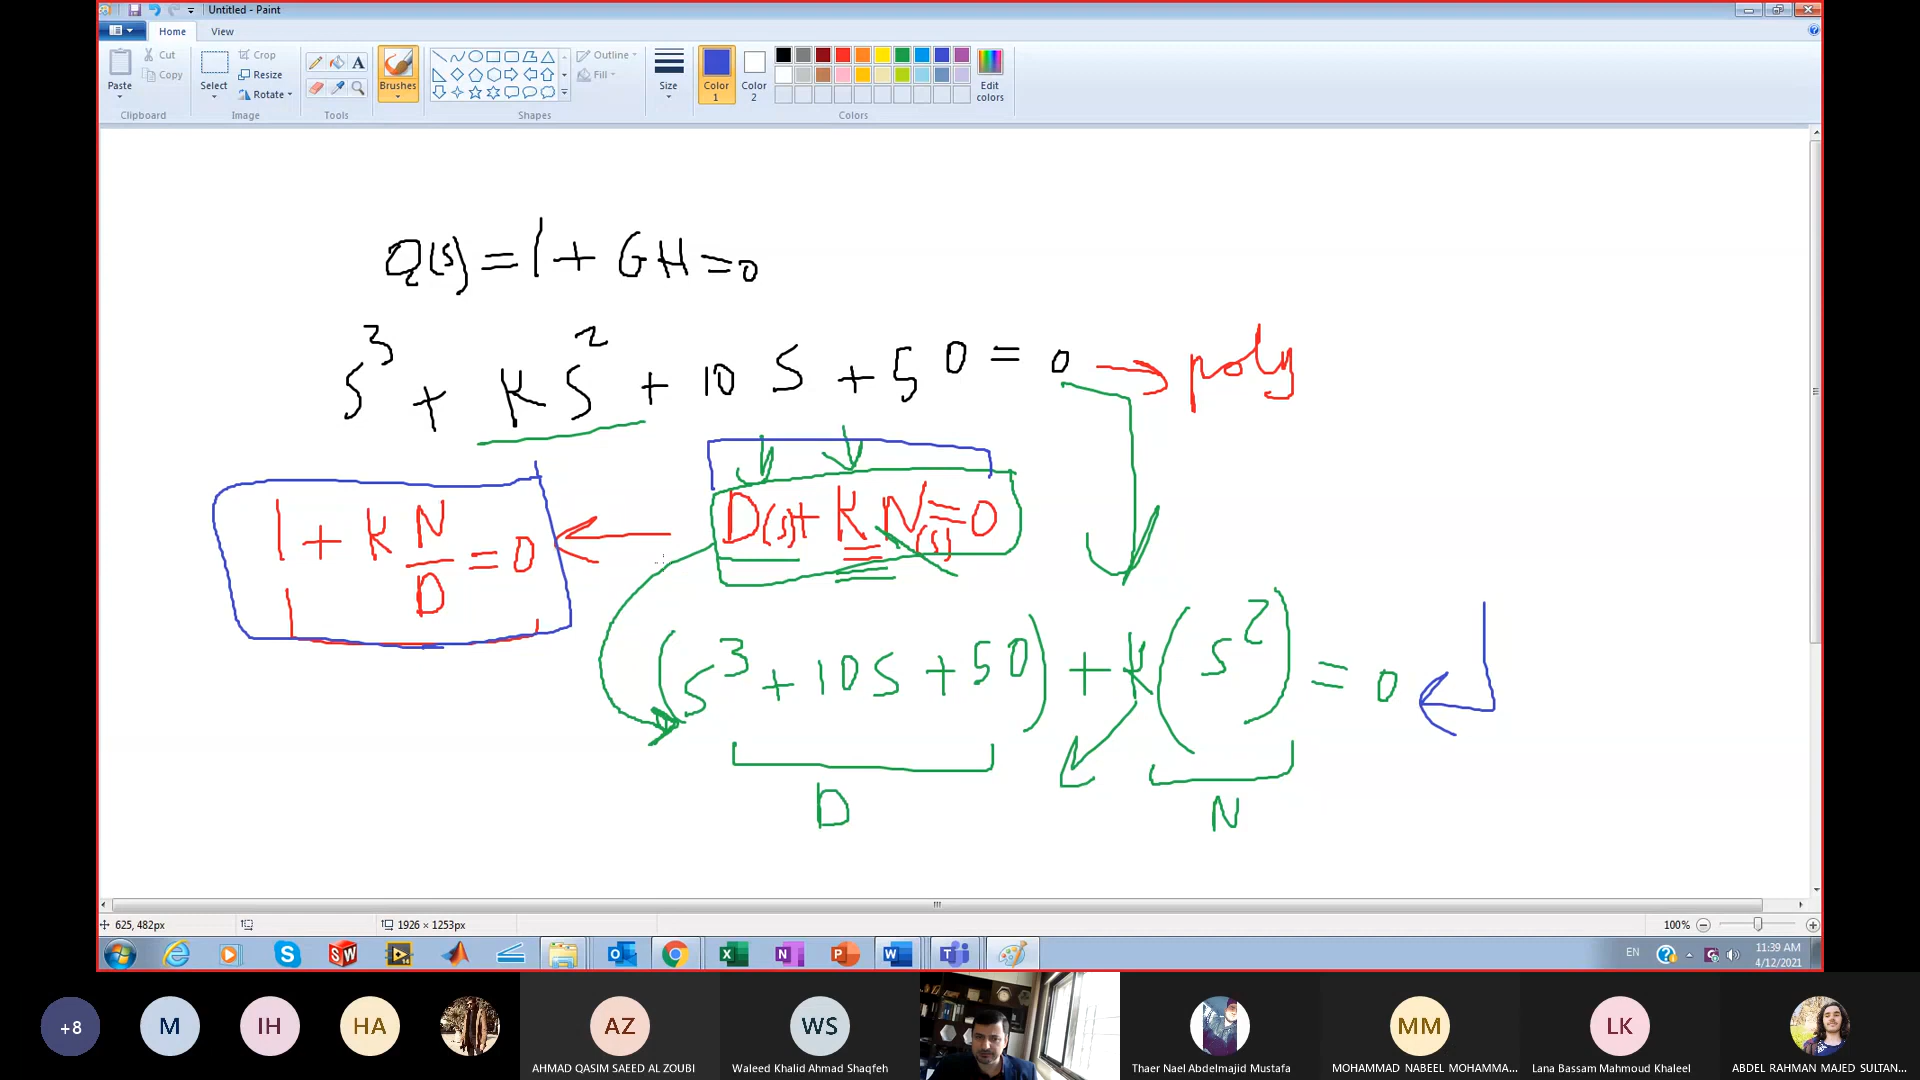 Untitled - Paint
Home View
Paste Cut Copy Clipboard
Select Crop Resize Rotate Image
A Tools
Brushes
Outline Fill Shapes
Size
Color 1 Color 2 Edit colors Colors
Q(s) = 1 + GH = 0
s³ + KS² + 10 S + 50 = 0 → poly
1 + K N/D = 0 ← D(s) + K N(s) = 0
(s³ + 10S + 50) + K (s²) = 0
D N
625, 482px 1926 × 1253px 100%
EN 11:39 AM
4/12/2021
+8 M IH HA AZ WS MM LK
AHMAD QASIM SAEED AL ZOUBI Waleed Khalid Ahmad Shaqfeh Thaer Nael Abdelmajid Mustafa MOHAMMAD NABEEL MOHAMMA... Lana Bassam Mahmoud Khaleel ABDEL RAHMAN MAJED SULTAN...